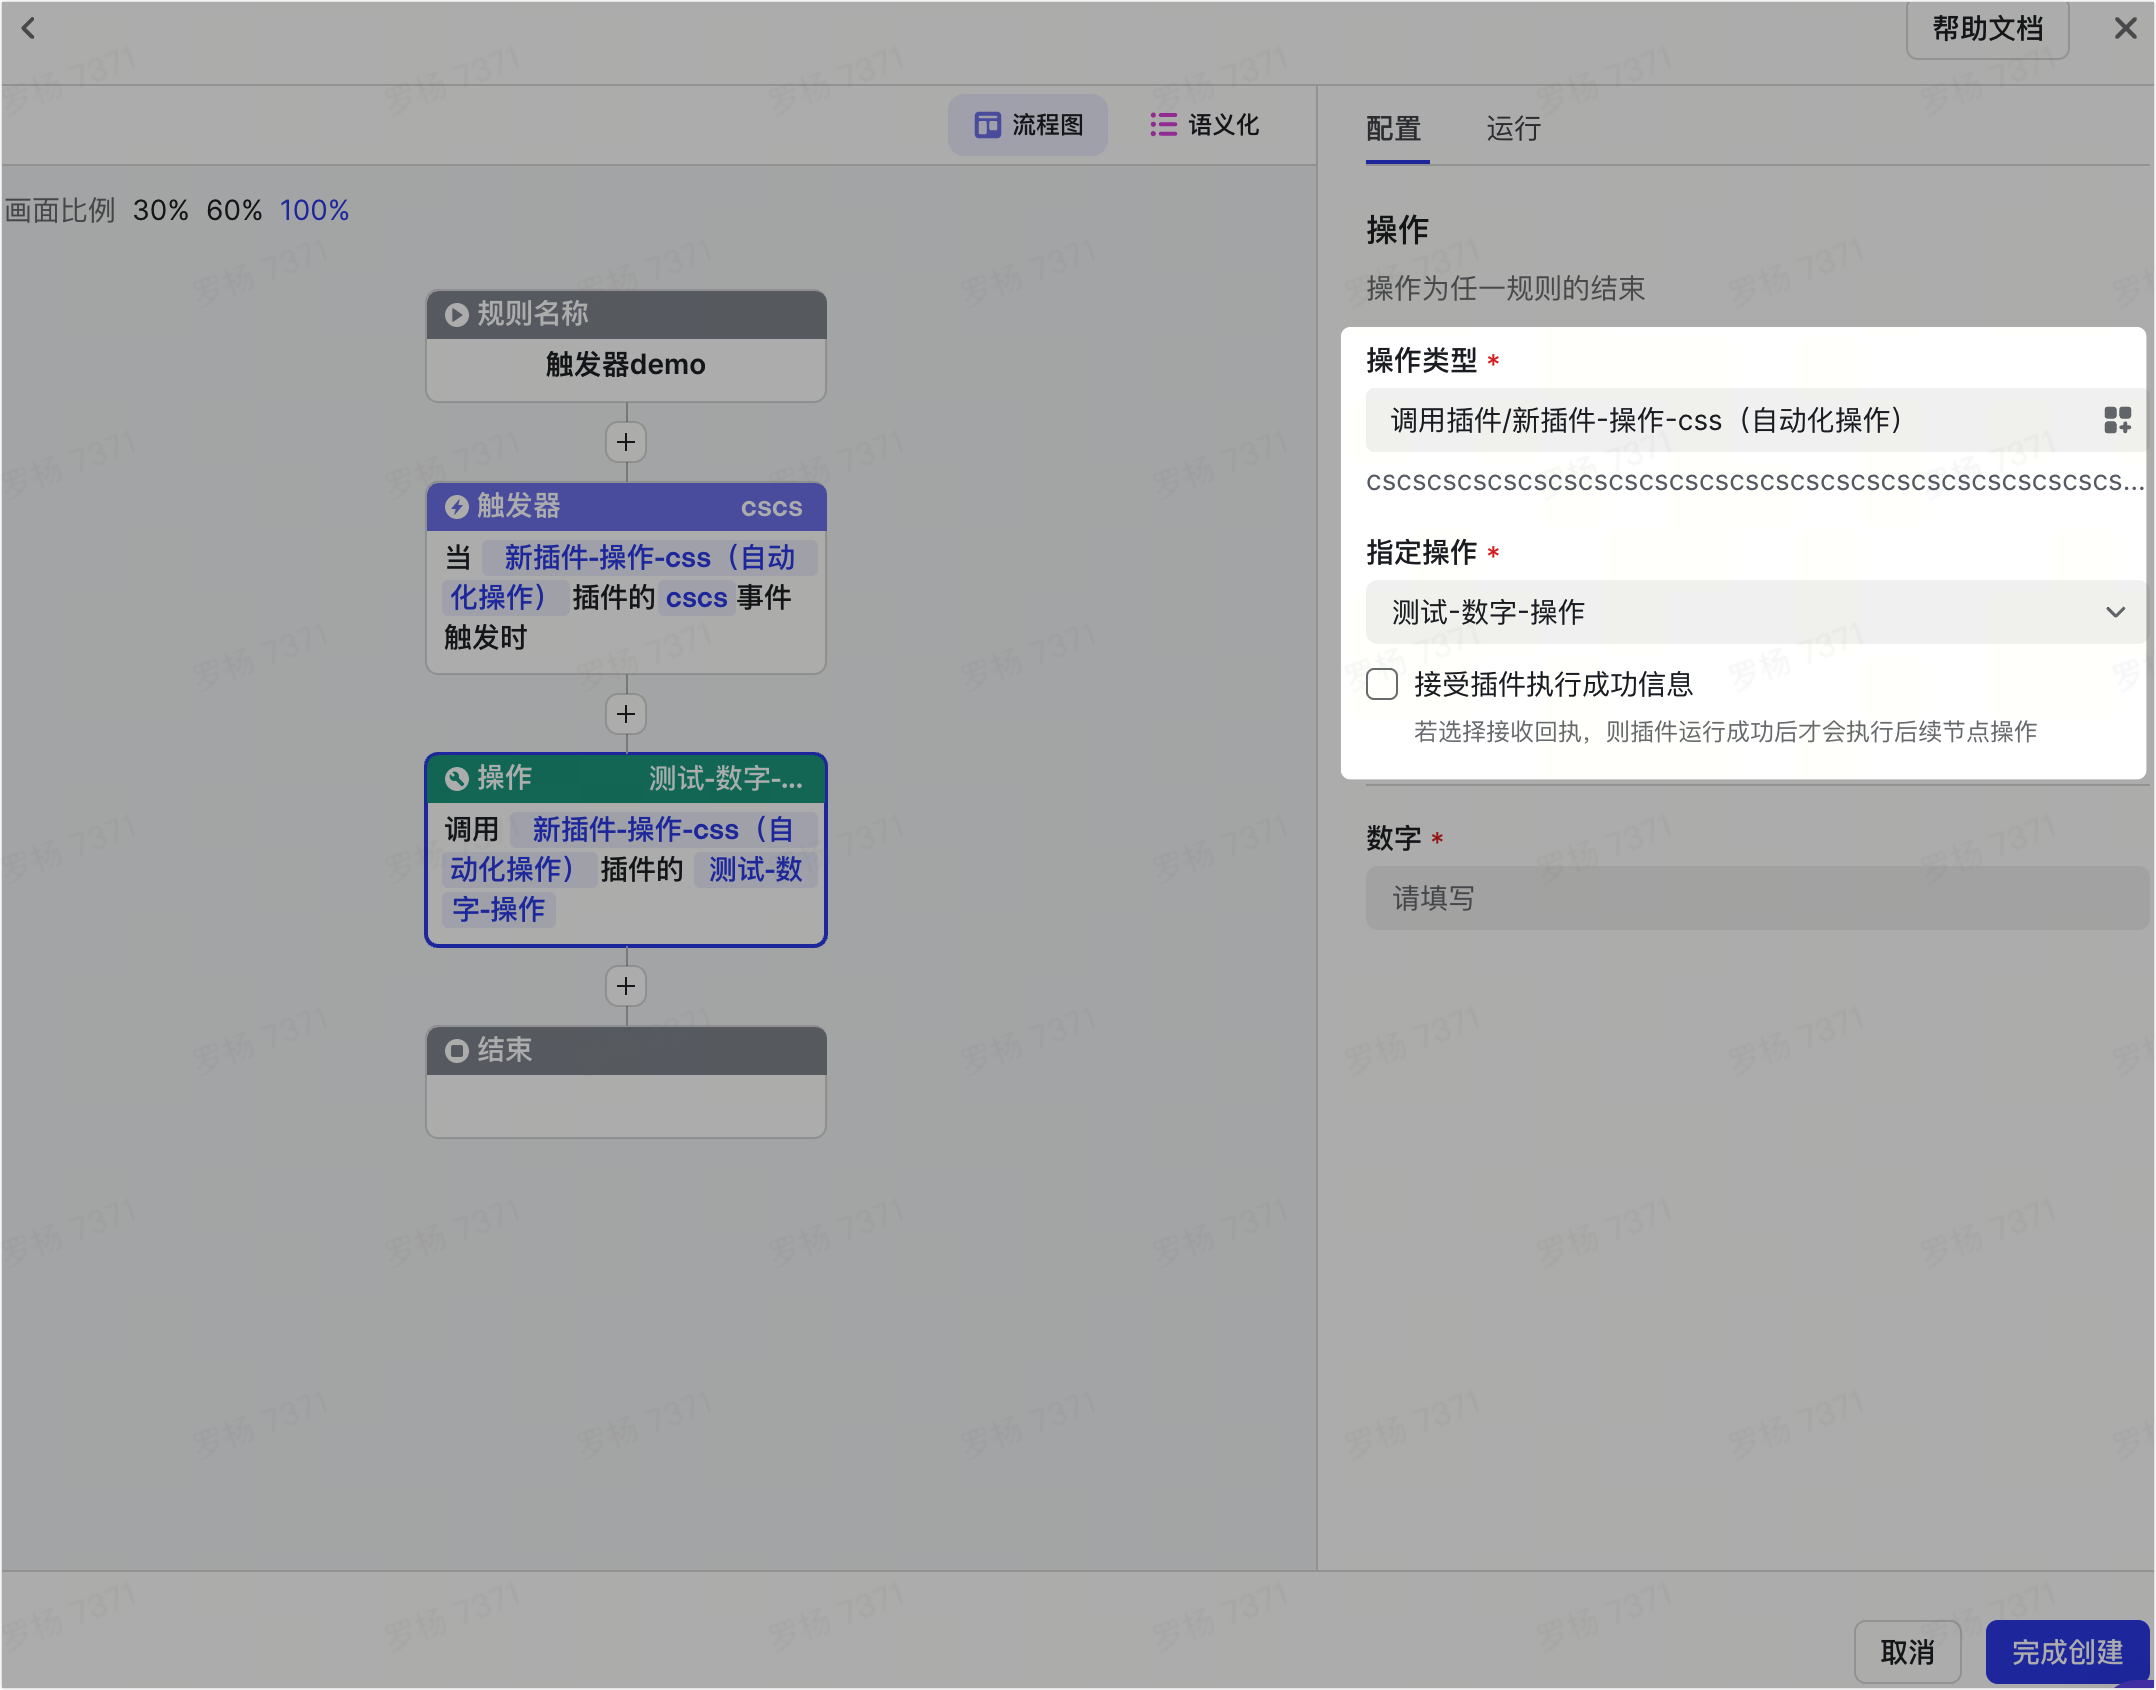 帮助文档
流程图
语义化
配置
运行
画面比例 30% 60% 100%
规则名称
触发器demo
触发器 cscs
当 新插件-操作-css（自动
化操作） 插件的 cscs 事件
触发时
操作 测试-数字-...
调用 新插件-操作-css（自
动化操作） 插件的 测试-数
字-操作
结束
操作
操作为任一规则的结束
操作类型 *
调用插件/新插件-操作-css（自动化操作）
cscscscscscscscscscscscscscscscscscscscscscscscscs...
指定操作 *
测试-数字-操作
接受插件执行成功信息
若选择接收回执，则插件运行成功后才会执行后续节点操作
数字 *
请填写
取消
完成创建
罗杨 7371